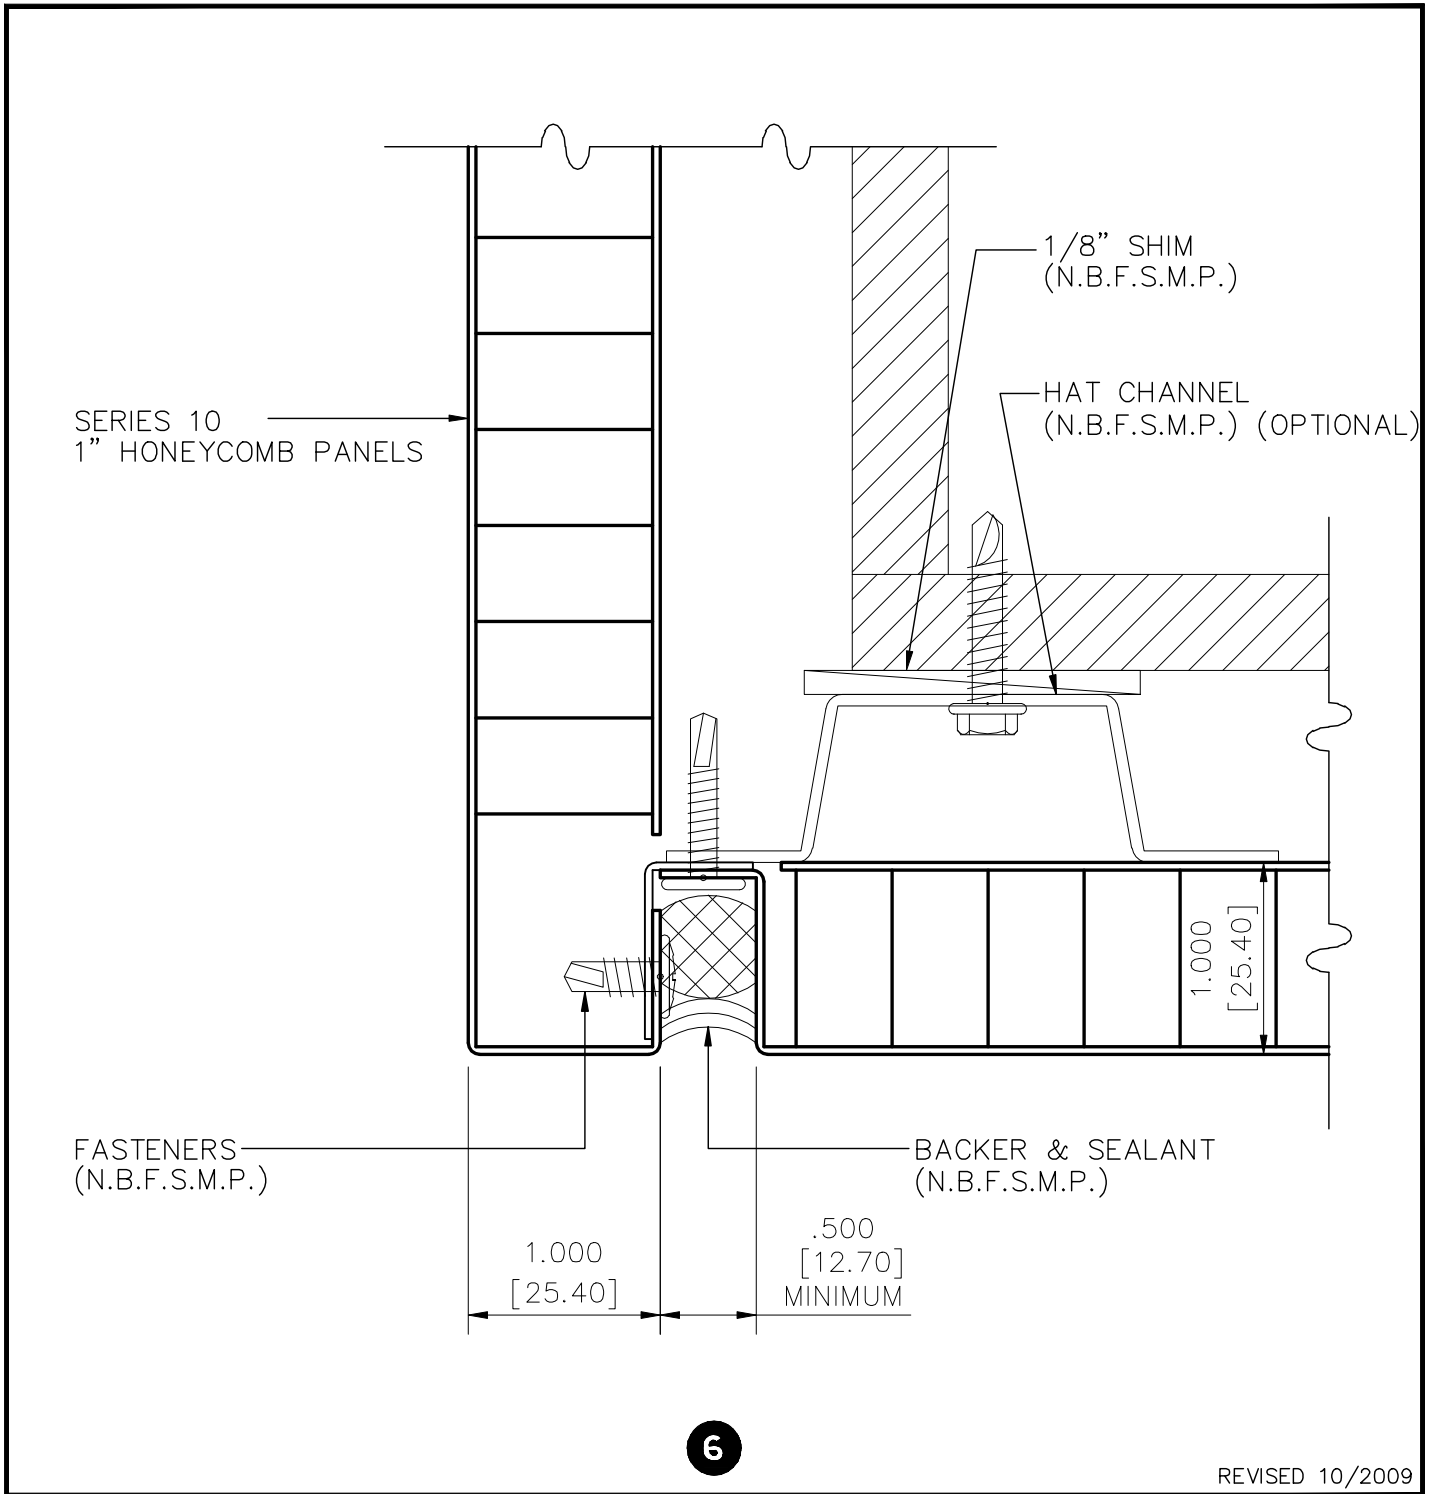 1/8” SHIM
(N.B.F.S.M.P.)
HAT CHANNEL
(N.B.F.S.M.P.) (OPTIONAL)
SERIES 10
1” HONEYCOMB PANELS
1.000
[25.40]
FASTENERS
(N.B.F.S.M.P.)
BACKER & SEALANT
(N.B.F.S.M.P.)
1.000
[25.40]
.500
[12.70]
MINIMUM
6
REVISED 10/2009